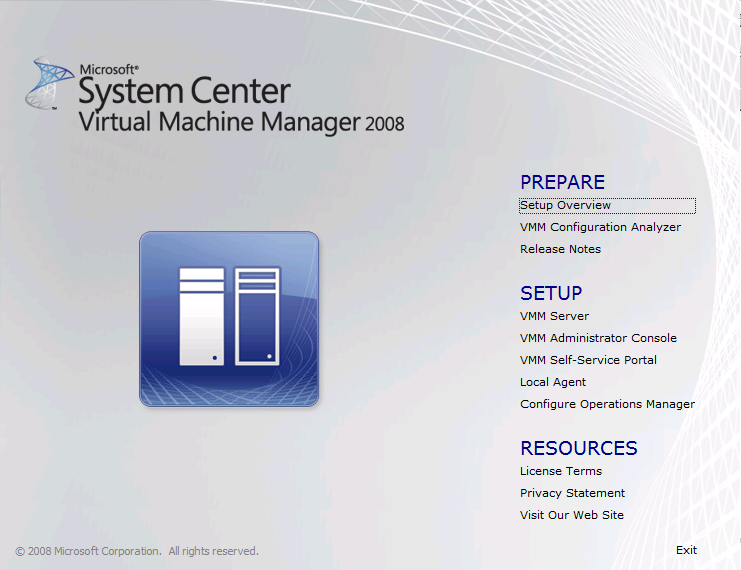 Microsoft®
System Center
™
Virtual Machine Manager 2008
PREPARE
Setup Overview
VMM Configuration Analyzer
Release Notes
SETUP
VMM Server
VMM Administrator Console
VMM Self-Service Portal
Local Agent
Configure Operations Manager
RESOURCES
License Terms
Privacy Statement
Visit Our Web Site
© 2008 Microsoft Corporation. All rights reserved.
Exit